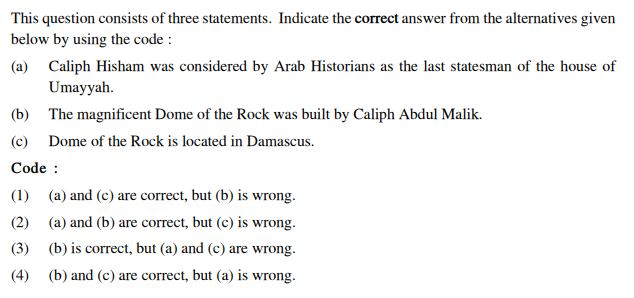 This question consists of three statements. Indicate the correct answer from the alternatives given
below by using the code :
(a) Caliph Hisham was considered by Arab Historians as the last statesman of the house of
Umayyah.
(b) The magnificent Dome of the Rock was built by Caliph Abdul Malik.
(c) Dome of the Rock is located in Damascus.
Code :
(1) (a) and (c) are correct, but (b) is wrong.
(2) (a) and (b) are correct, but (c) is wrong.
(3) (b) is correct, but (a) and (c) are wrong.
(4) (b) and (c) are correct, but (a) is wrong.